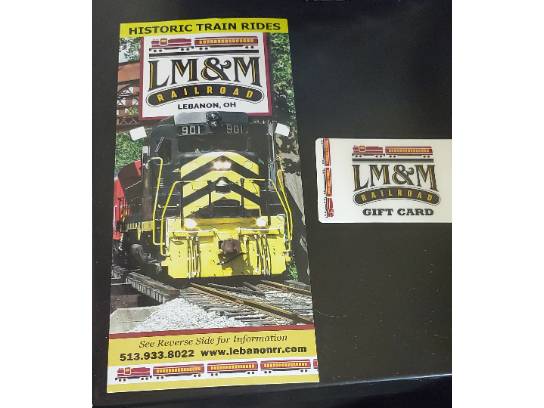 HISTORIC TRAIN RIDES
LM&M
RAILROAD
LEBANON, OH
901 901
See Reverse Side for Information
513.933.8022 www.lebanonrr.com
LM&M
RAILROAD
GIFT CARD